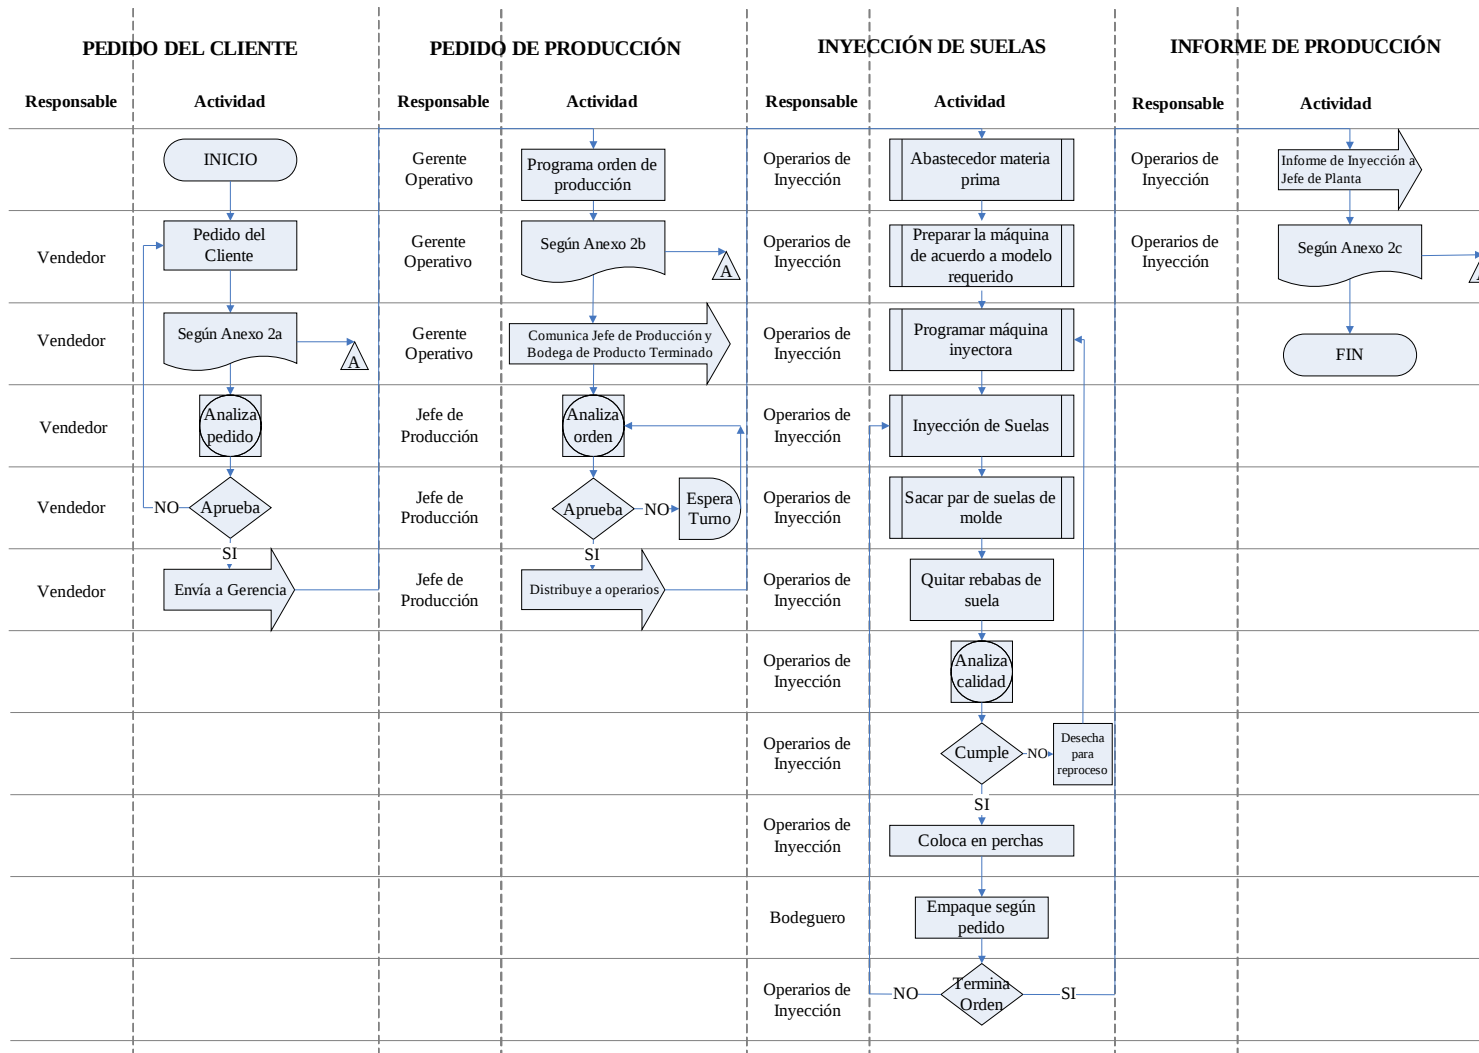 PEDIDO DEL CLIENTE
Responsable
Actividad
INICIO
Vendedor
Pedido del
Cliente
Vendedor
Según Anexo 2a
A
Vendedor
Analiza
pedido
Vendedor
NO
Aprueba
SI
Vendedor
Envía a Gerencia
PEDIDO DE PRODUCCIÓN
Responsable
Actividad
Gerente
Operativo
Programa orden de
producción
Gerente
Operativo
Según Anexo 2b
A
Gerente
Operativo
Comunica Jefe de Producción y
Bodega de Producto Terminado
Jefe de
Producción
Analiza
orden
Jefe de
Producción
Aprueba
NO
Espera
Turno
SI
Jefe de
Producción
Distribuye a operarios
INYECCIÓN DE SUELAS
Responsable
Actividad
Operarios de
Inyección
Abastecedor materia
prima
Operarios de
Inyección
Preparar la máquina
de acuerdo a modelo
requerido
Operarios de
Inyección
Programar máquina
inyectora
Operarios de
Inyección
Inyección de Suelas
Operarios de
Inyección
Sacar par de suelas de
molde
Operarios de
Inyección
Quitar rebabas de
suela
Operarios de
Inyección
Analiza
calidad
Operarios de
Inyección
Cumple
NO
Desecha
para
reproceso
SI
Operarios de
Inyección
Coloca en perchas
Bodeguero
Empaque según
pedido
Operarios de
Inyección
NO
Termina
Orden
SI
INFORME DE PRODUCCIÓN
Responsable
Actividad
Operarios de
Inyección
Informe de Inyección a
Jefe de Planta
Operarios de
Inyección
Según Anexo 2c
FIN